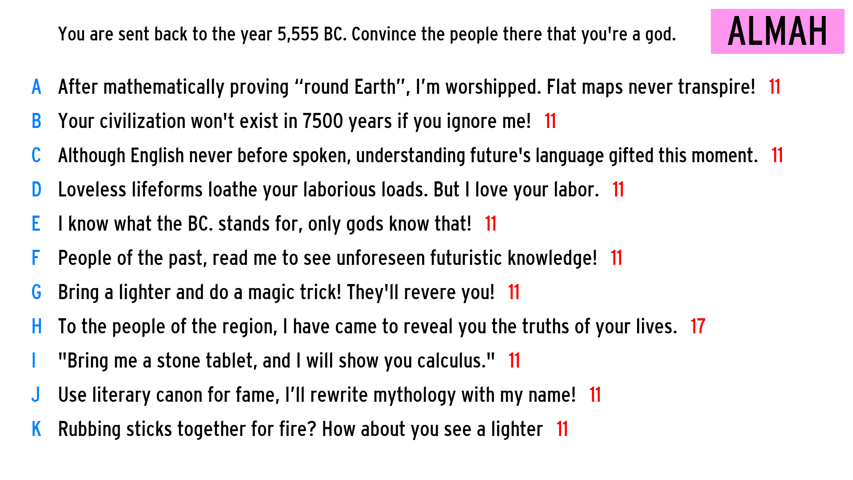 You are sent back to the year 5,555 BC. Convince the people there that you're a god.
ALMAH
A After mathematically proving “round Earth”, I’m worshipped. Flat maps never transpire! 11
B Your civilization won't exist in 7500 years if you ignore me! 11
C Although English never before spoken, understanding future's language gifted this moment. 11
D Loveless lifeforms loathe your laborious loads. But I love your labor. 11
E I know what the BC. stands for, only gods know that! 11
F People of the past, read me to see unforeseen futuristic knowledge! 11
G Bring a lighter and do a magic trick! They'll revere you! 11
H To the people of the region, I have came to reveal you the truths of your lives. 17
I "Bring me a stone tablet, and I will show you calculus." 11
J Use literary canon for fame, I’ll rewrite mythology with my name! 11
K Rubbing sticks together for fire? How about you see a lighter 11